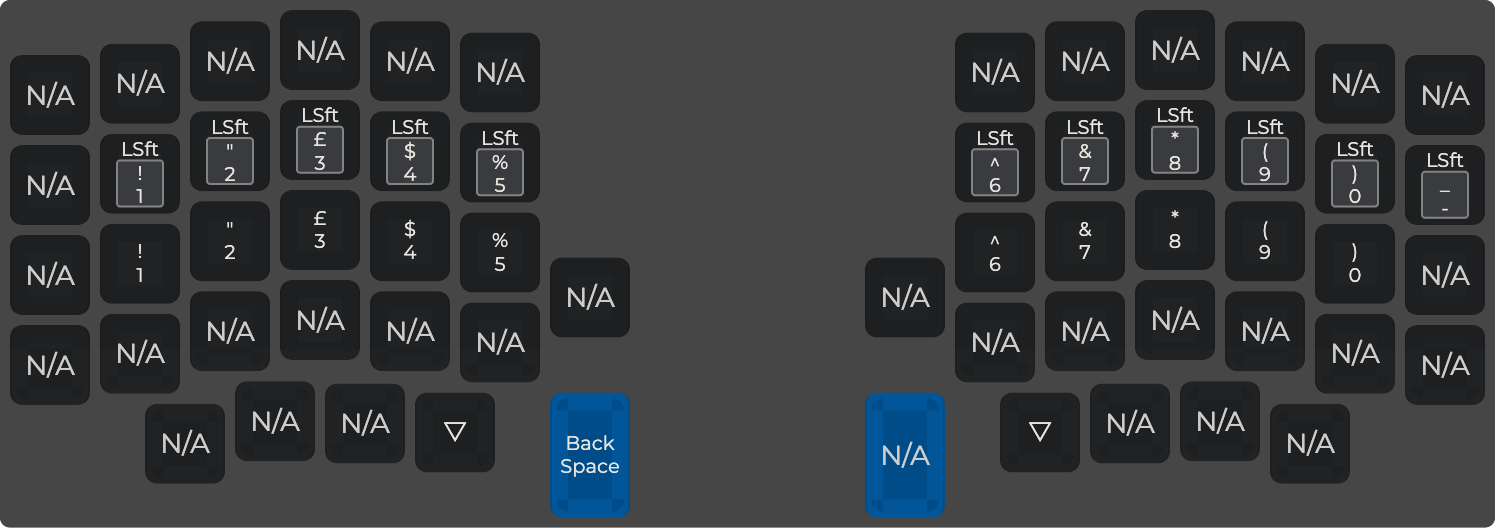 N/A N/A N/A N/A N/A N/A N/A N/A N/A N/A N/A N/A
LSft LSft LSft LSft LSft LSft LSft LSft LSft LSft LSft
N/A ! " £ $ % ^ & * ( ) _
1 2 3 4 5 6 7 8 9 0 -
N/A ! " £ $ % ^ & * ( ) N/A
1 2 3 4 5 6 7 8 9 0
N/A N/A N/A N/A N/A N/A N/A N/A N/A N/A N/A N/A N/A N/A
N/A N/A N/A ▽ Back N/A ▽ N/A N/A N/A
Space